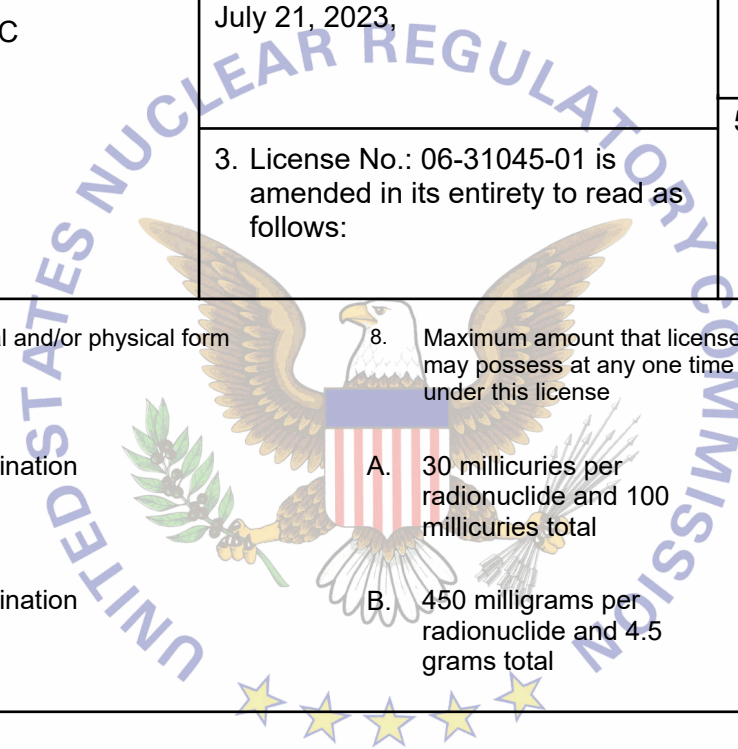 C
July 21, 2023,
3. License No.: 06-31045-01 is
amended in its entirety to read as
follows:
l and/or physical form
8. Maximum amount that license
may possess at any one time
under this license
ination
A. 30 millicuries per
radionuclide and 100
millicuries total
ination
B. 450 milligrams per
radionuclide and 4.5
grams total
UNITED STATES NUCLEAR REGULATORY COMMISSION